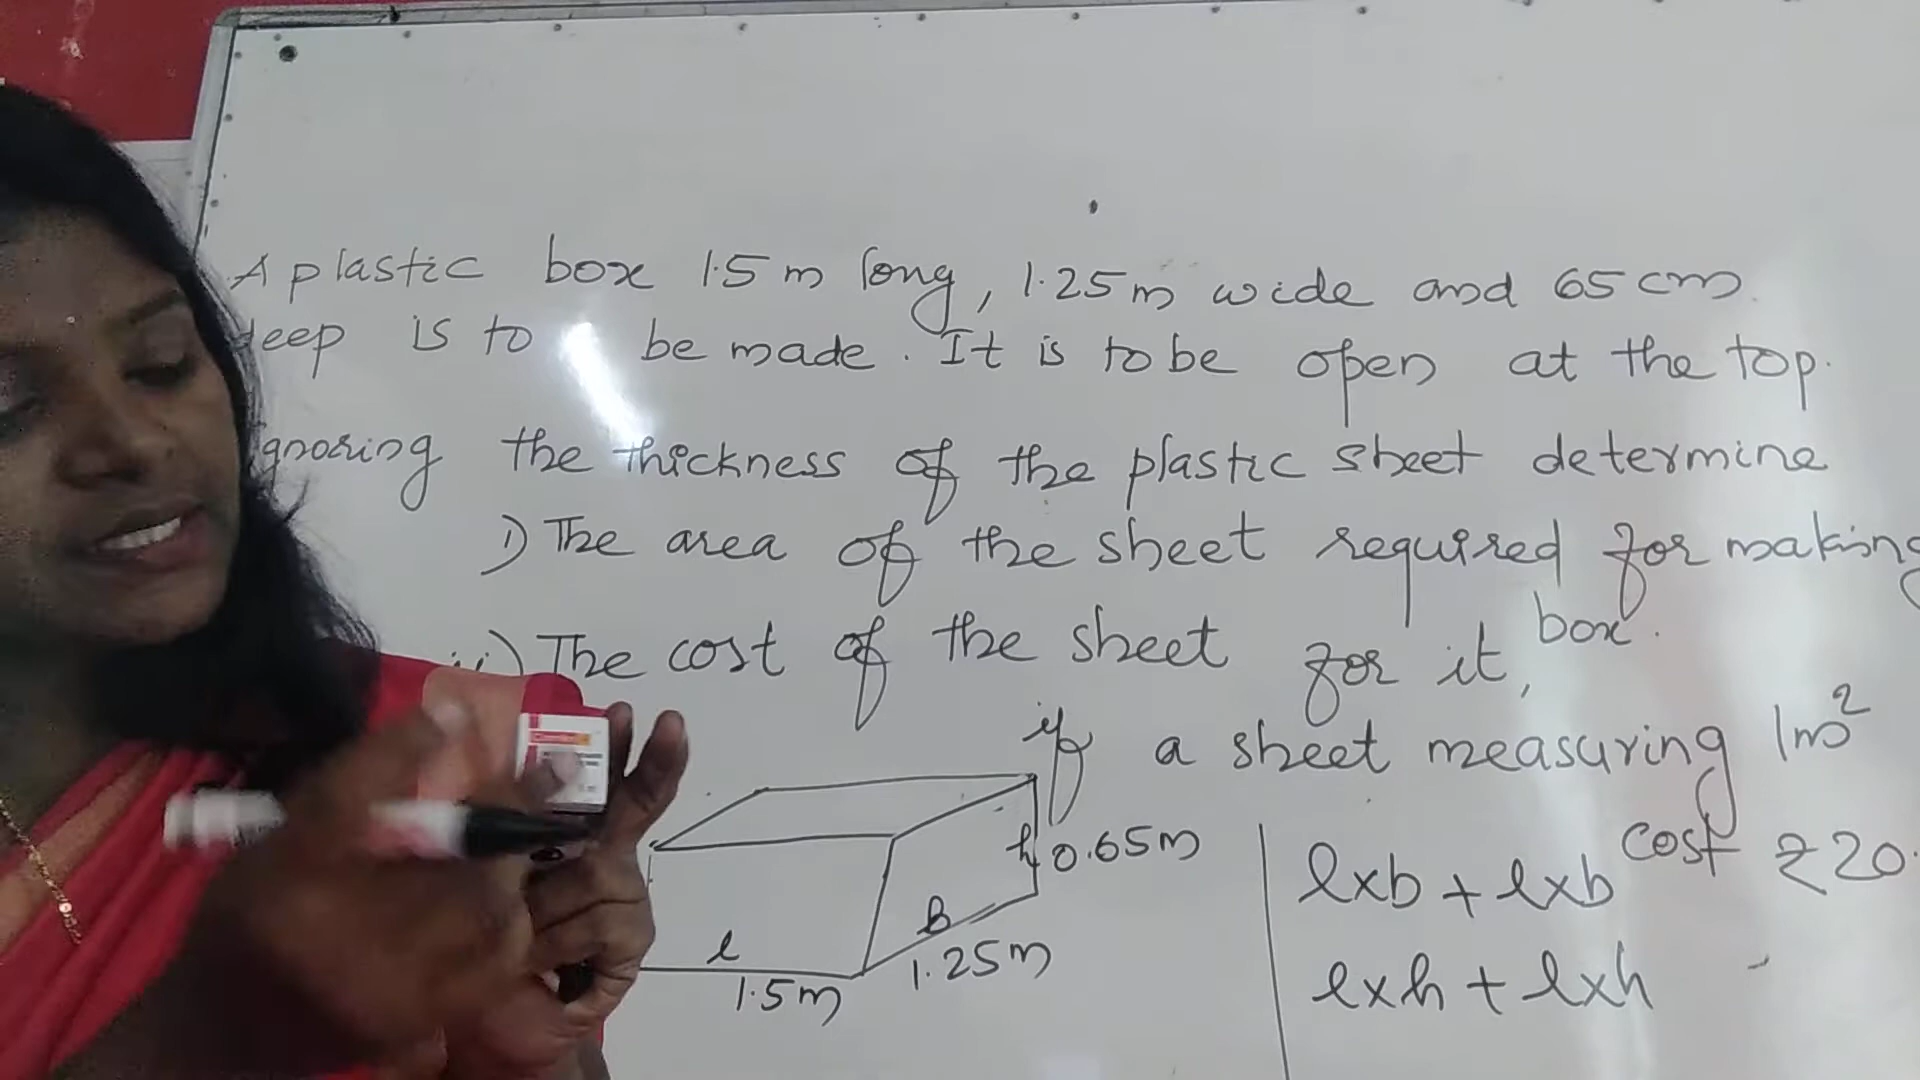 A plastic box 1.5 m long, 1.25 m wide and 65 cm.
deep is to be made. It is to be open at the top.
ignoring the thickness of the plastic sheet determine
i) The area of the sheet required for making
box.
ii) The cost of the sheet for it,
if a sheet measuring 1m²
cost ₹20.
h 0.65m
B
1.25m
l
1.5m
l×b + l×b
l×h + l×h